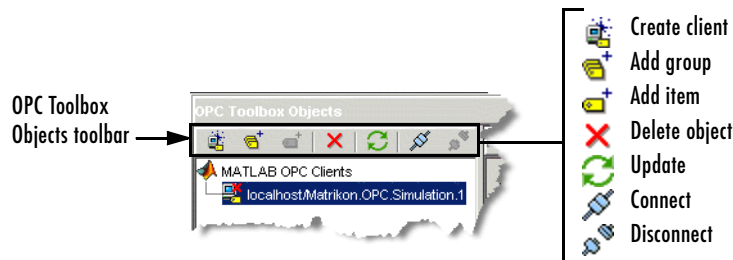 OPC Toolbox
Objects toolbar
OPC Toolbox Objects
MATLAB OPC Clients
localhost/Matrikon.OPC.Simulation.1
Create client
Add group
Add item
Delete object
Update
Connect
Disconnect